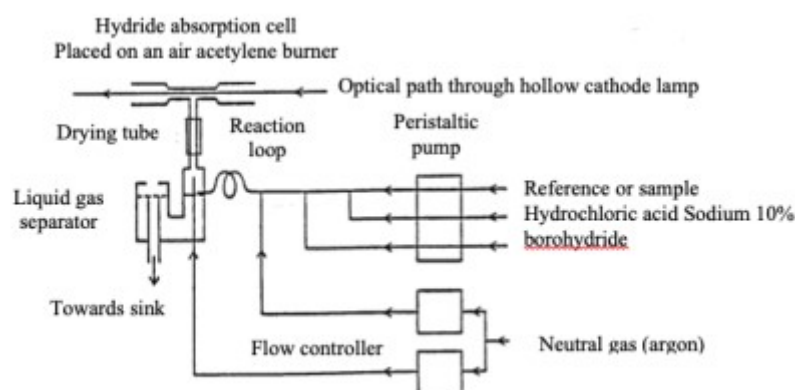 Hydride absorption cell
Placed on an air acetylene burner
Optical path through hollow cathode lamp
Drying tube
Reaction
loop
Peristaltic
pump
Liquid gas
separator
Reference or sample
Hydrochloric acid Sodium 10%
borohydride
Towards sink
Flow controller
Neutral gas (argon)